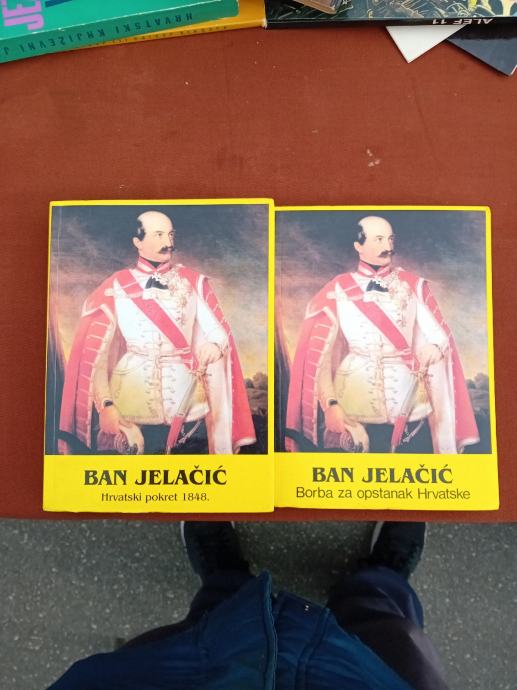 HRVATSKI KNJIŽEVNI J
ALEF 11
BAN JELAČIĆ
Hrvatski pokret 1848.
BAN JELAČIĆ
Borba za opstanak Hrvatske